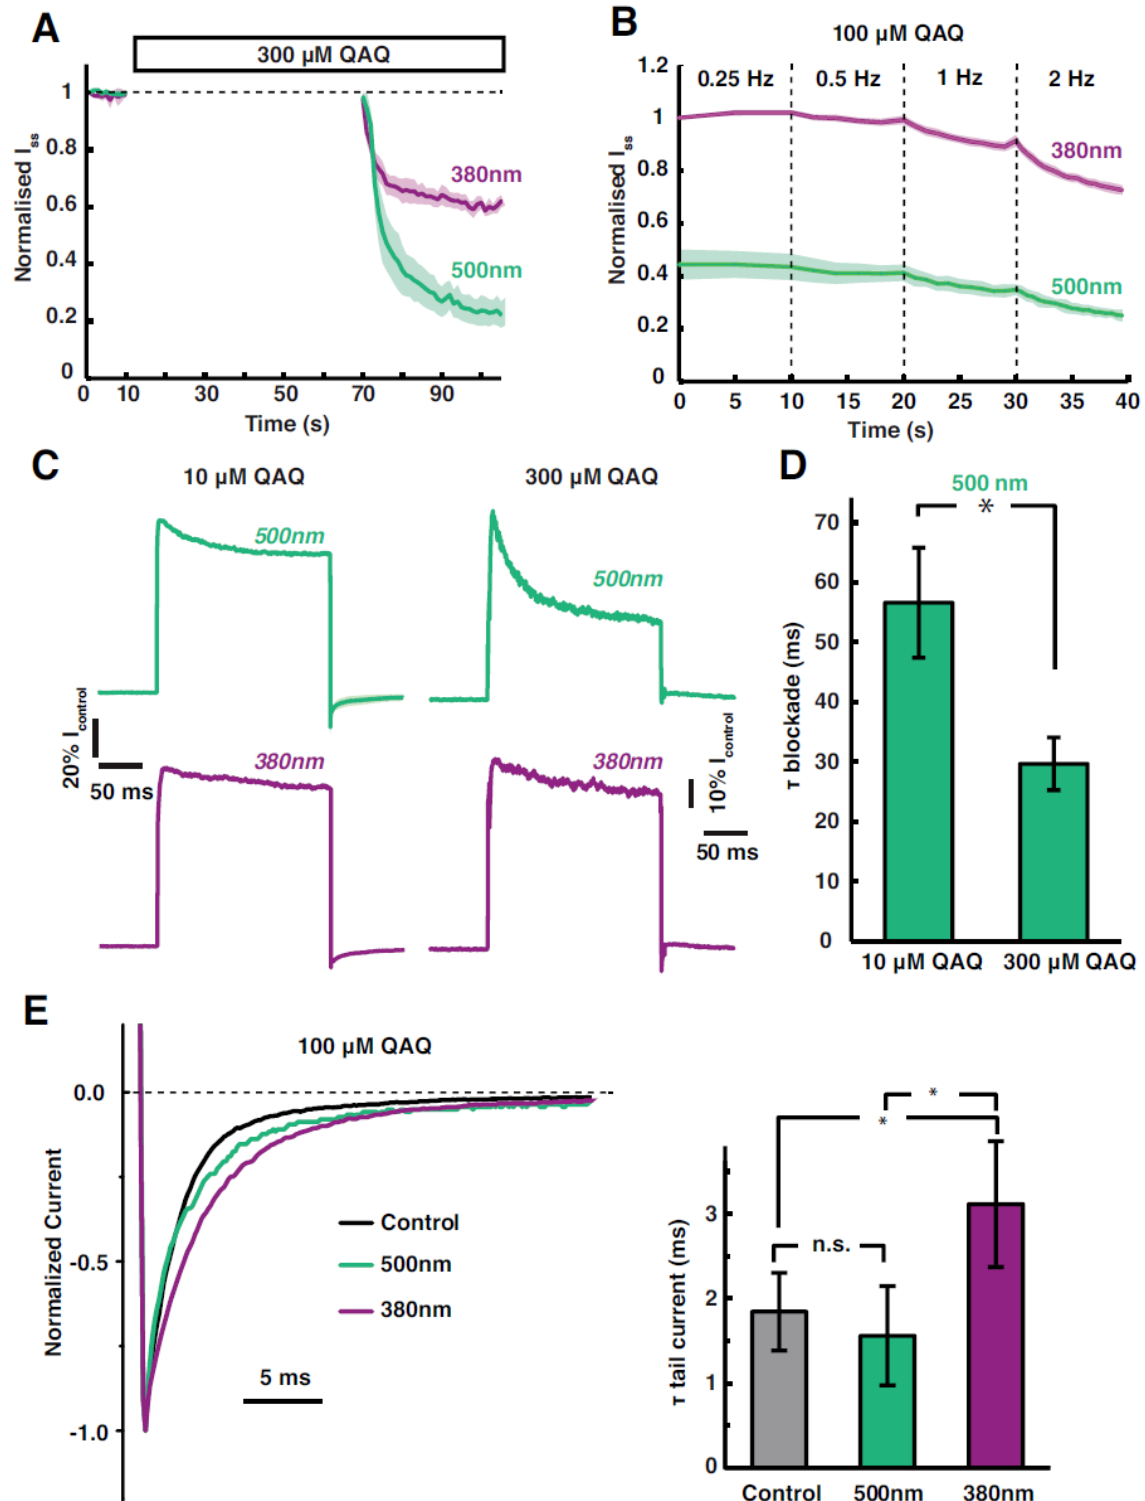 A
300 µM QAQ
Normalised Iss
1
0.8
0.6
0.4
0.2
0
380nm
500nm
0 10 30 50 70 90
Time (s)
B
100 µM QAQ
0.25 Hz 0.5 Hz 1 Hz 2 Hz
Normalised Iss
1.2
1
0.8
0.6
0.4
0.2
0
380nm
500nm
0 5 10 15 20 25 30 35 40
Time (s)
C
10 µM QAQ 300 µM QAQ
500nm 500nm
20% Icontrol
50 ms
380nm 380nm
10% Icontrol
50 ms
D
500 nm
*
τ blockade (ms)
70
60
50
40
30
20
10
0
10 µM QAQ 300 µM QAQ
E
100 µM QAQ
Normalized Current
0.0
-0.5
-1.0
Control
500nm
380nm
5 ms
*
*
n.s.
τ tail current (ms)
3
2
1
0
Control 500nm 380nm